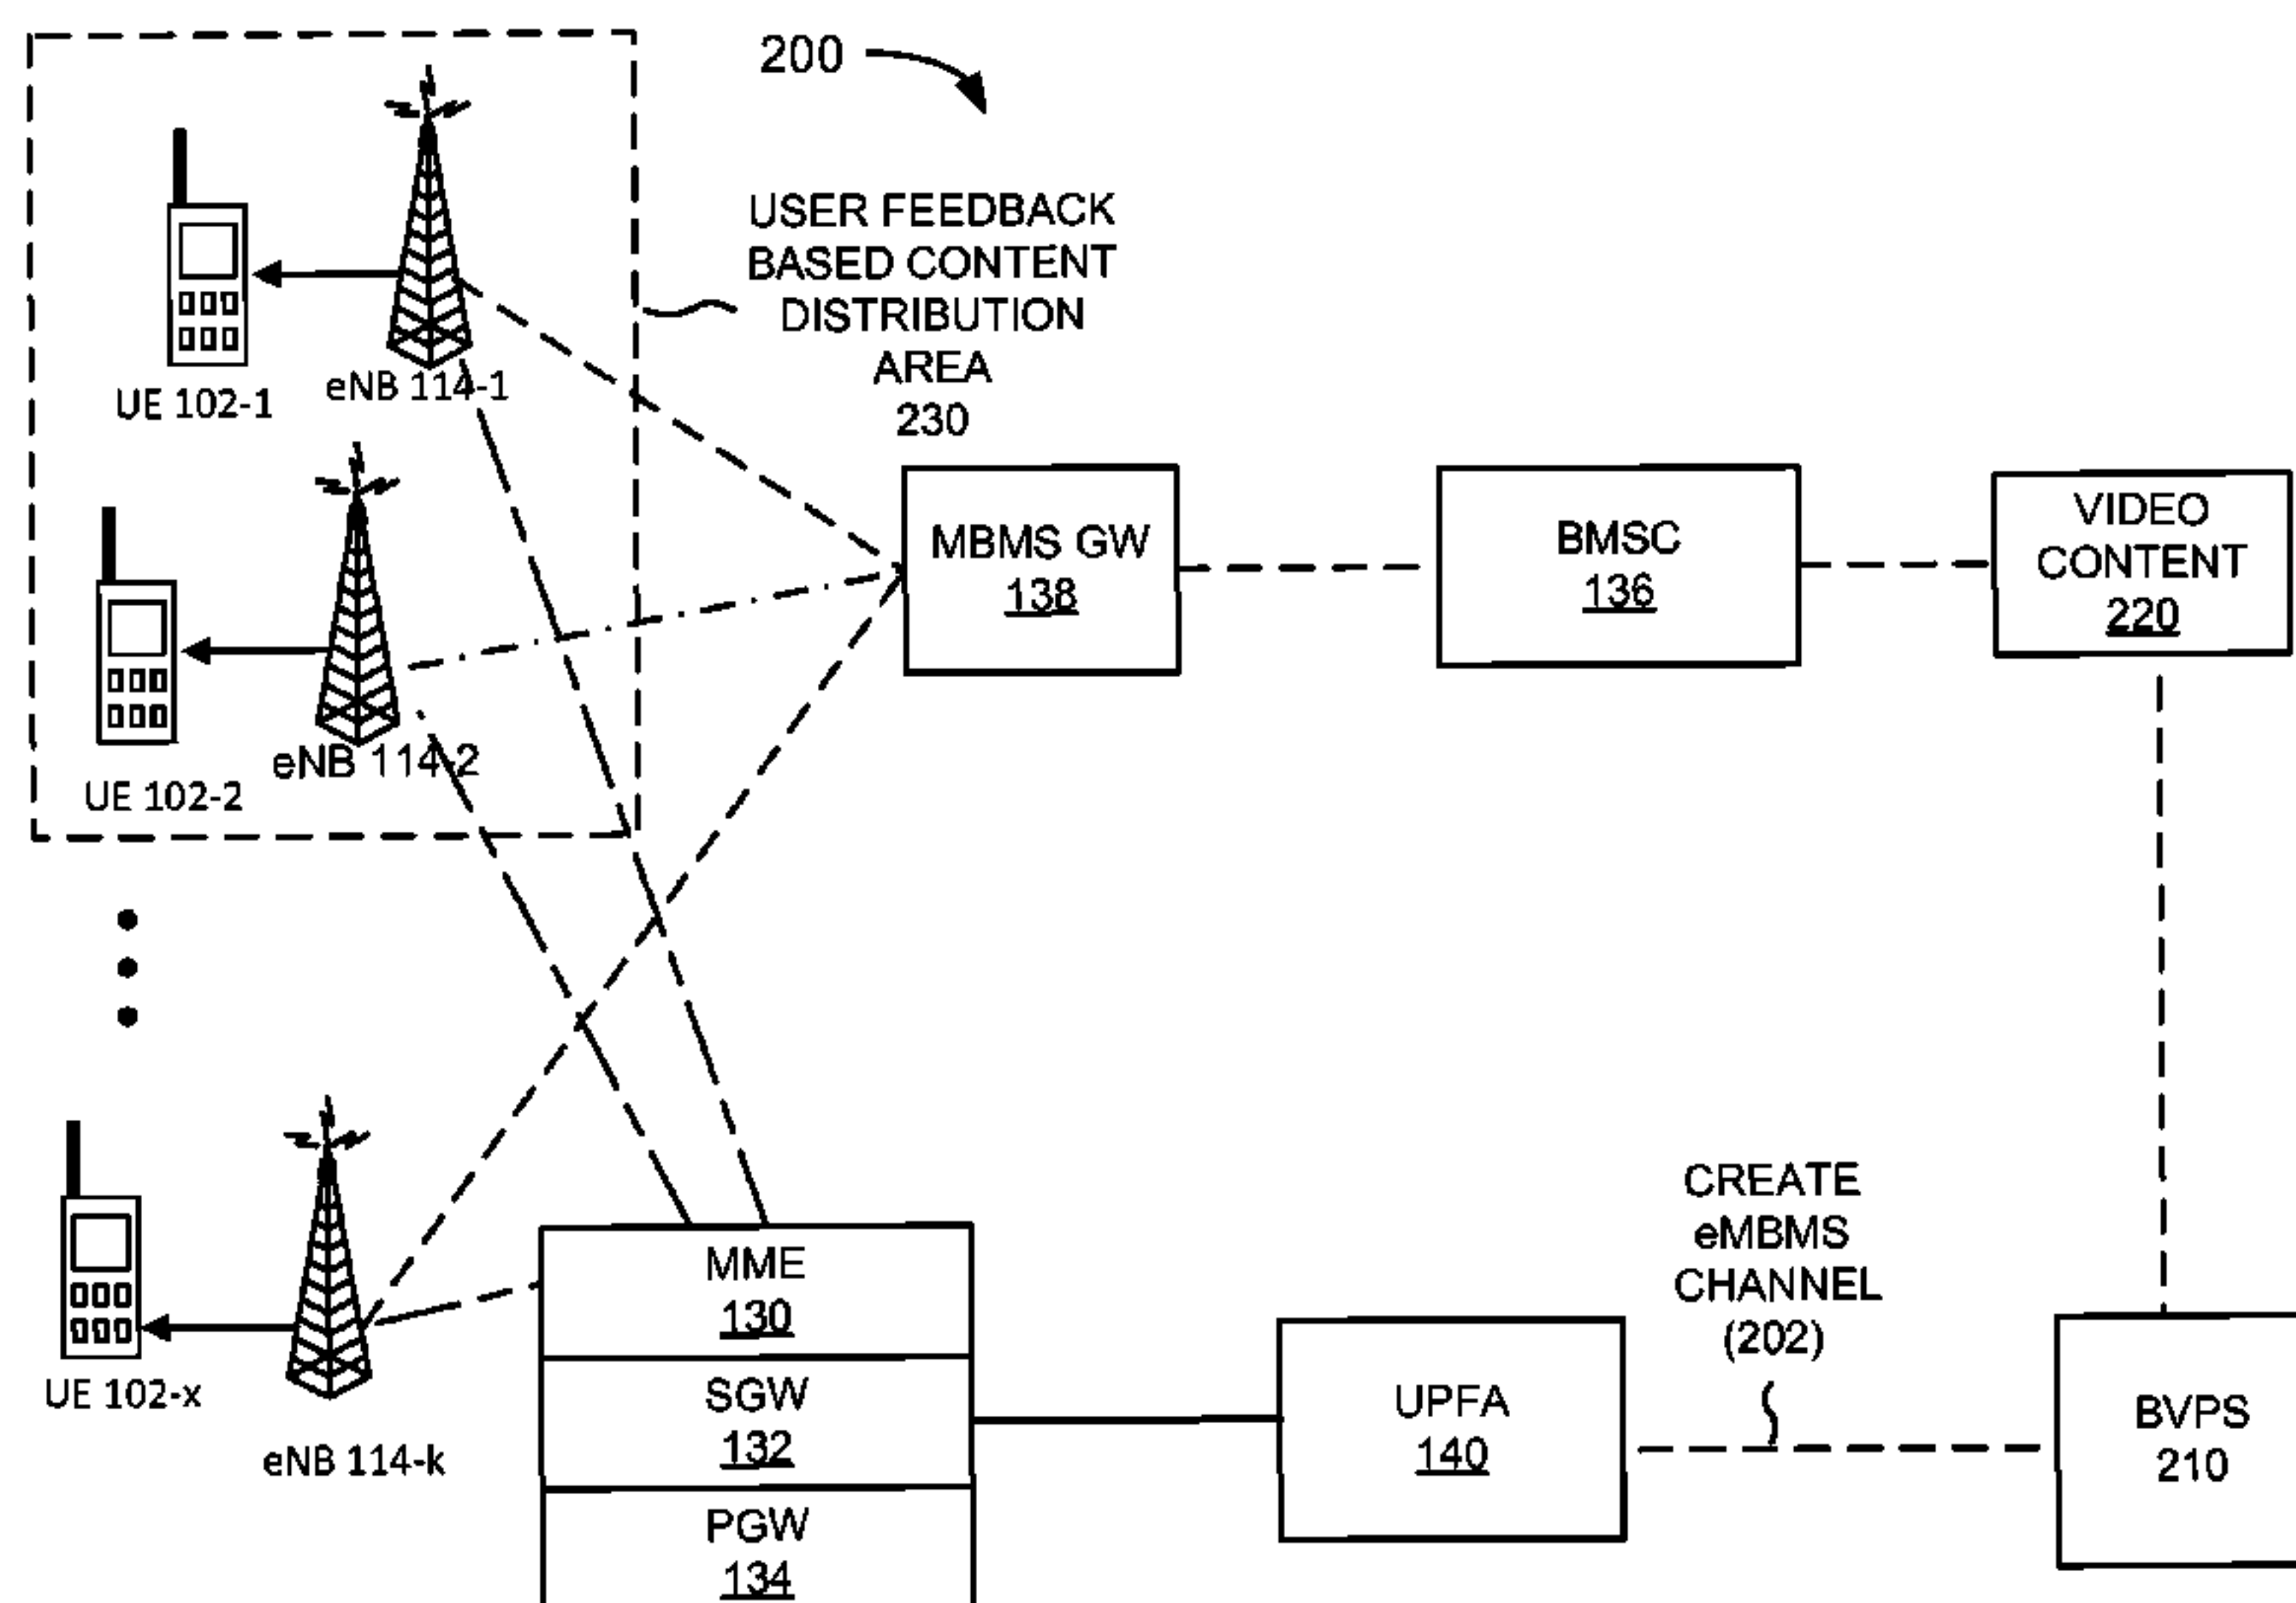 200
USER FEEDBACK
BASED CONTENT
DISTRIBUTION
AREA
230
UE 102-1
eNB 114-1
MBMS GW
138
BMSC
136
VIDEO
CONTENT
220
eNB 114-2
UE 102-2
CREATE
eMBMS
CHANNEL
(202)
MME
130
SGW
132
PGW
134
UPFA
140
BVPS
210
UE 102-x
eNB 114-k